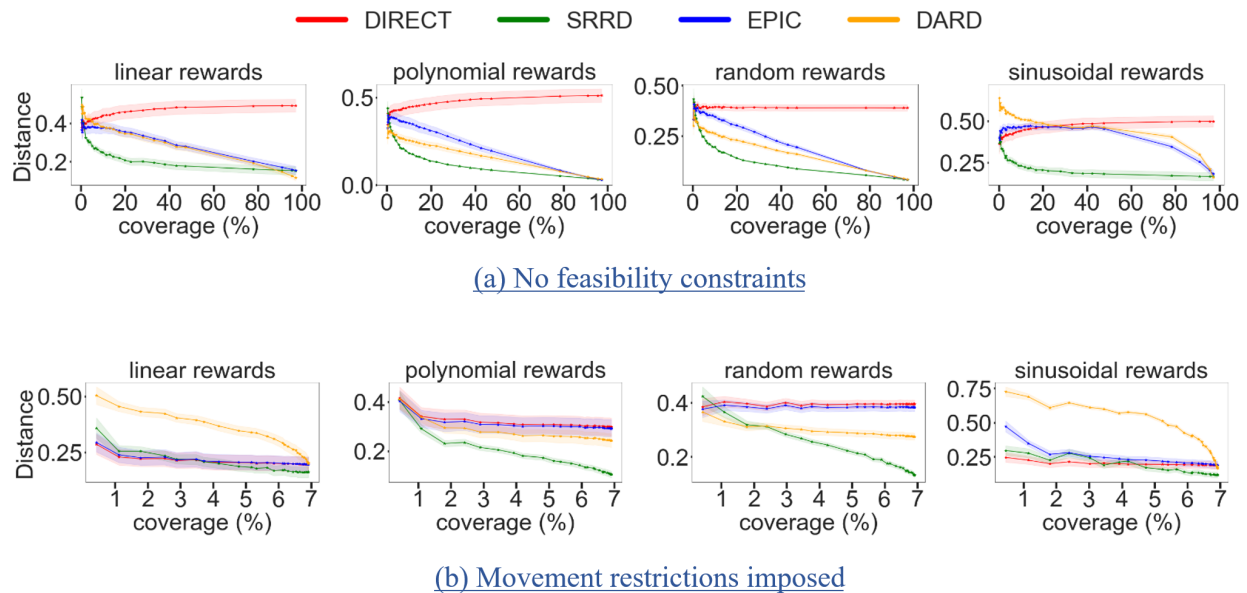 DIRECT SRRD EPIC DARD
linear rewards polynomial rewards random rewards sinusoidal rewards
Distance
0.4
0.2
0 20 40 60 80 100
coverage (%)
0.5
0.0
0 20 40 60 80 100
coverage (%)
0.50
0.25
0 20 40 60 80 100
coverage (%)
0.50
0.25
0 20 40 60 80 100
coverage (%)
(a) No feasibility constraints
linear rewards polynomial rewards random rewards sinusoidal rewards
Distance
0.50
0.25
1 2 3 4 5 6 7
coverage (%)
0.4
0.2
1 2 3 4 5 6 7
coverage (%)
0.4
0.2
1 2 3 4 5 6 7
coverage (%)
0.75
0.50
0.25
1 2 3 4 5 6 7
coverage (%)
(b) Movement restrictions imposed